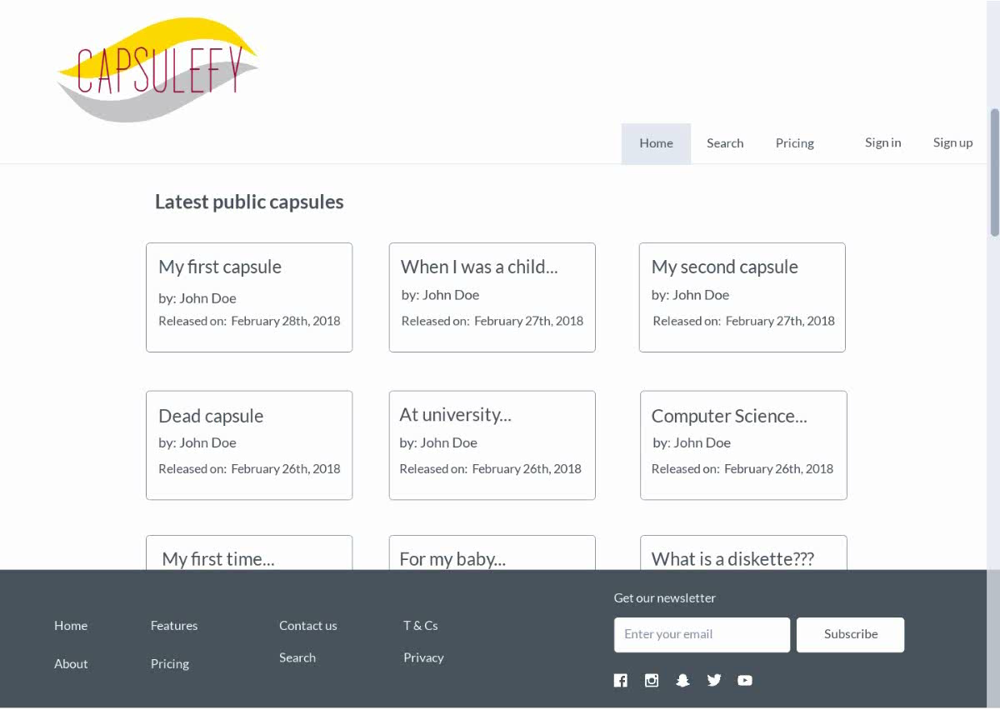 CAPSULEFY
Home Search Pricing Sign in Sign up
Latest public capsules
My first capsule
by: John Doe
Released on: February 28th, 2018
When I was a child...
by: John Doe
Released on: February 27th, 2018
My second capsule
by: John Doe
Released on: February 27th, 2018
Dead capsule
by: John Doe
Released on: February 26th, 2018
At university...
by: John Doe
Released on: February 26th, 2018
Computer Science...
by: John Doe
Released on: February 26th, 2018
My first time...
For my baby...
What is a diskette???
Home Features Contact us T & Cs
About Pricing Search Privacy
Get our newsletter
Enter your email Subscribe